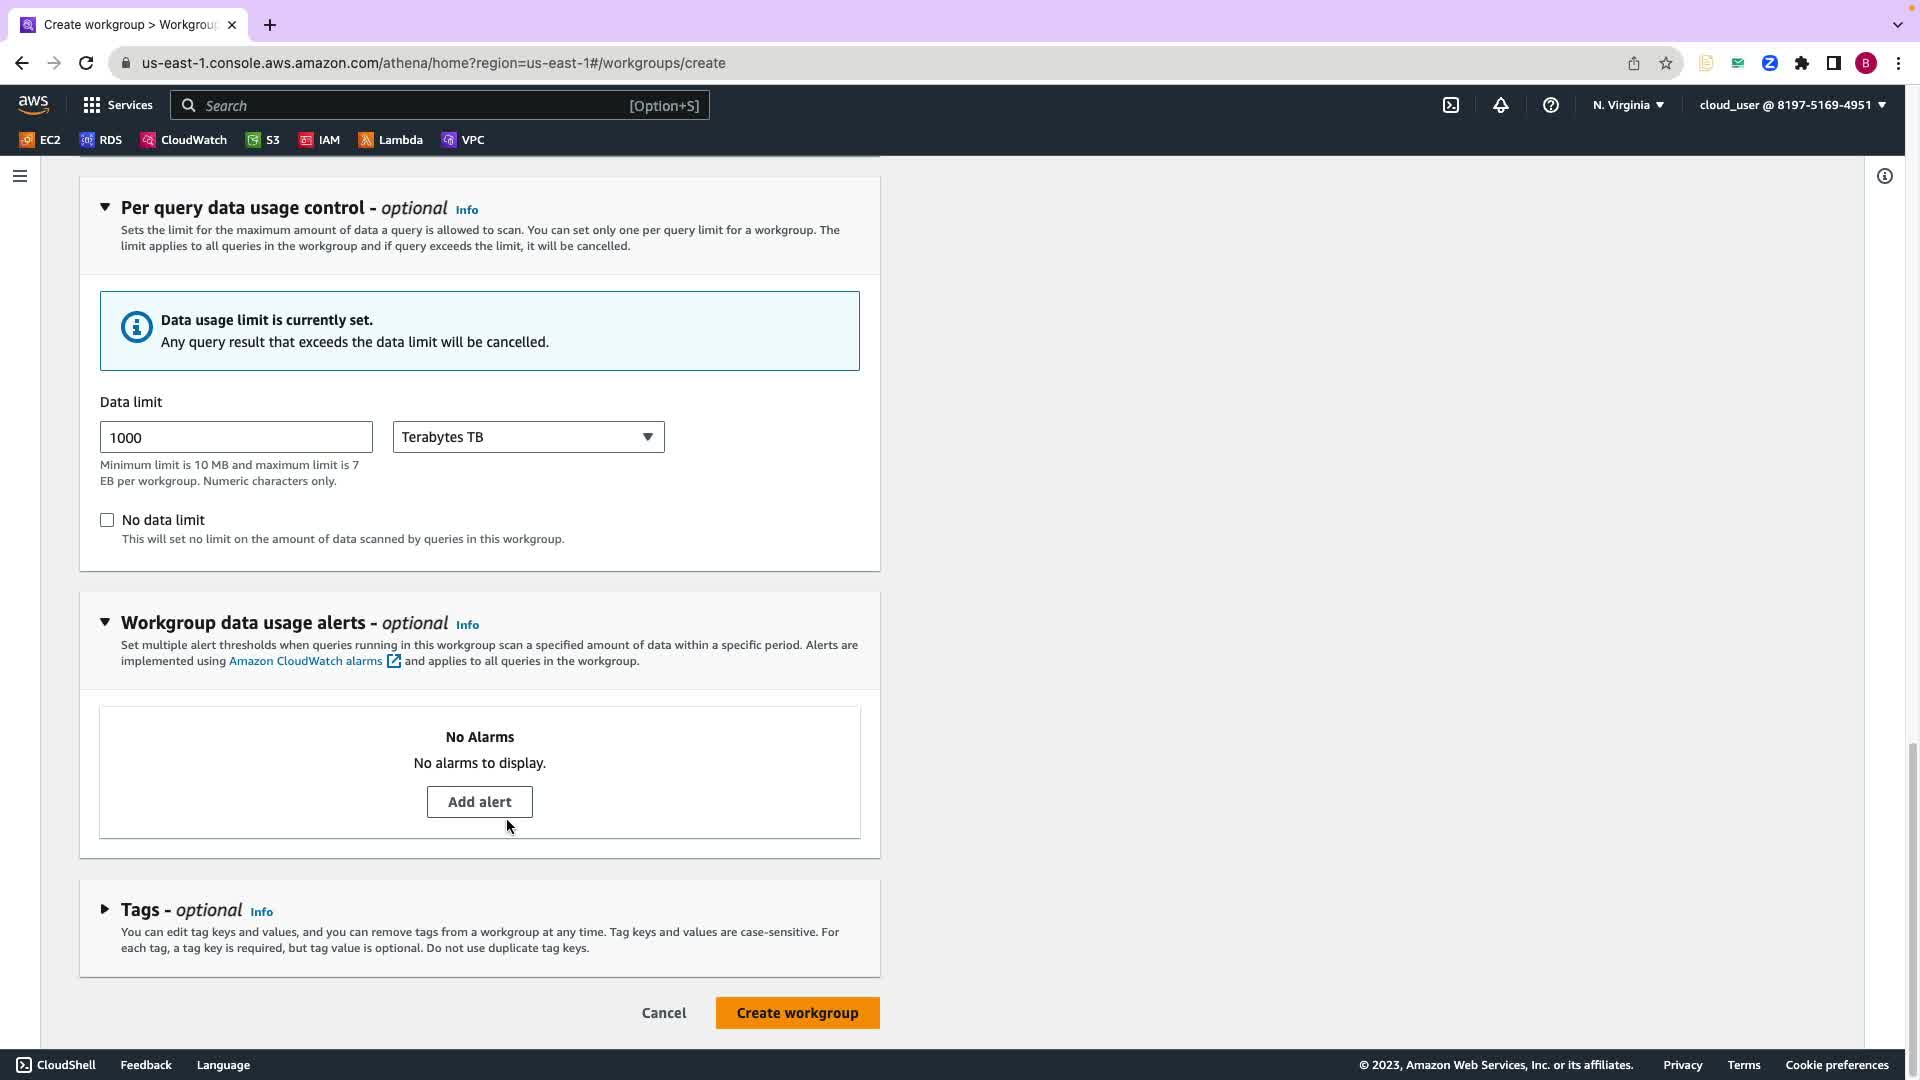 Create workgroup > Workgroup
us-east-1.console.aws.amazon.com/athena/home?region=us-east-1#/workgroups/create
B
aws
Services
Search
[Option+S]
N. Virginia
cloud_user @ 8197-5169-4951
EC2
RDS
CloudWatch
S3
IAM
Lambda
VPC
Per query data usage control - optional Info
Sets the limit for the maximum amount of data a query is allowed to scan. You can set only one per query limit for a workgroup. The
limit applies to all queries in the workgroup and if query exceeds the limit, it will be cancelled.
Data usage limit is currently set.
Any query result that exceeds the data limit will be cancelled.
Data limit
1000
Terabytes TB
Minimum limit is 10 MB and maximum limit is 7
EB per workgroup. Numeric characters only.
No data limit
This will set no limit on the amount of data scanned by queries in this workgroup.
Workgroup data usage alerts - optional Info
Set multiple alert thresholds when queries running in this workgroup scan a specified amount of data within a specific period. Alerts are
implemented using Amazon CloudWatch alarms and applies to all queries in the workgroup.
No Alarms
No alarms to display.
Add alert
Tags - optional Info
You can edit tag keys and values, and you can remove tags from a workgroup at any time. Tag keys and values are case-sensitive. For
each tag, a tag key is required, but tag value is optional. Do not use duplicate tag keys.
Cancel
Create workgroup
CloudShell
Feedback
Language
© 2023, Amazon Web Services, Inc. or its affiliates.
Privacy
Terms
Cookie preferences